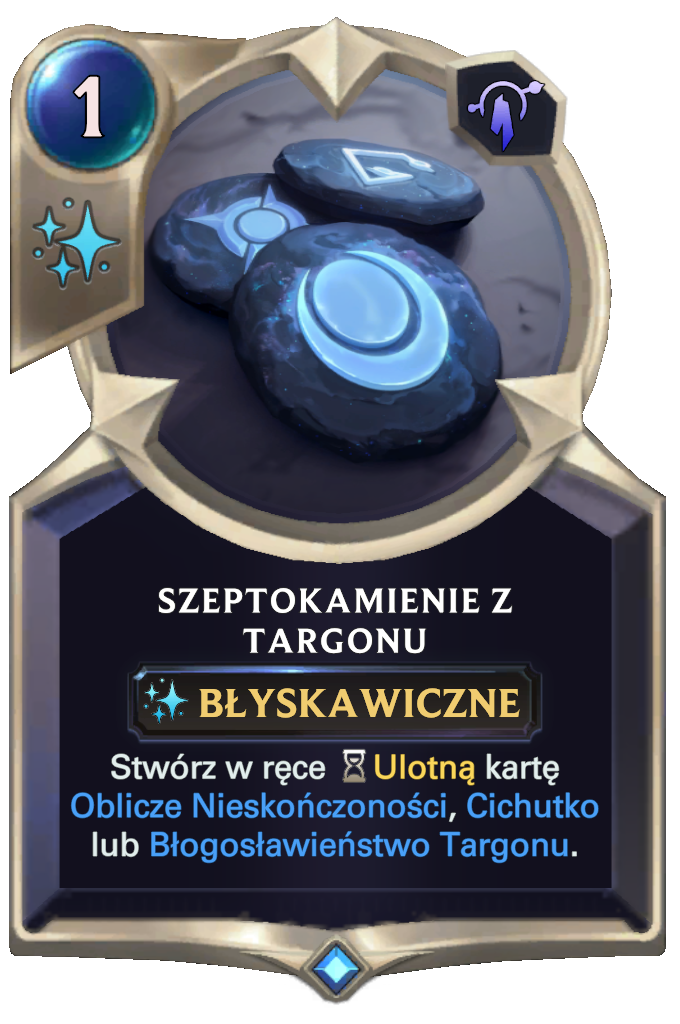 1
SZEPTOKAMIENIE Z
TARGONU
BŁYSKAWICZNE
Stwórz w ręce Ulotną kartę
Oblicze Nieskończoności, Cichutko
lub Błogosławieństwo Targonu.